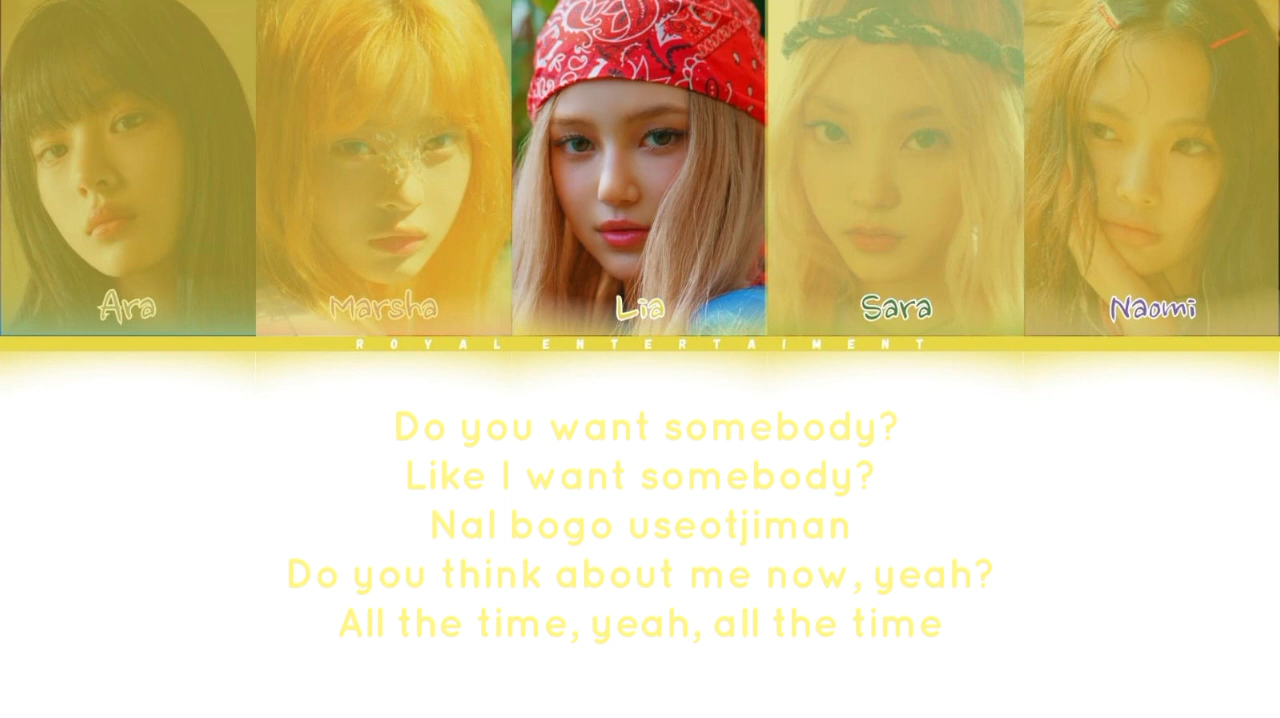 Ara
Marsha
Lia
Sara
Naomi
ROYAL ENTERTAIMENT
Do you want somebody?
Like I want somebody?
Nal bogo useotjiman
Do you think about me now, yeah?
All the time, yeah, all the time